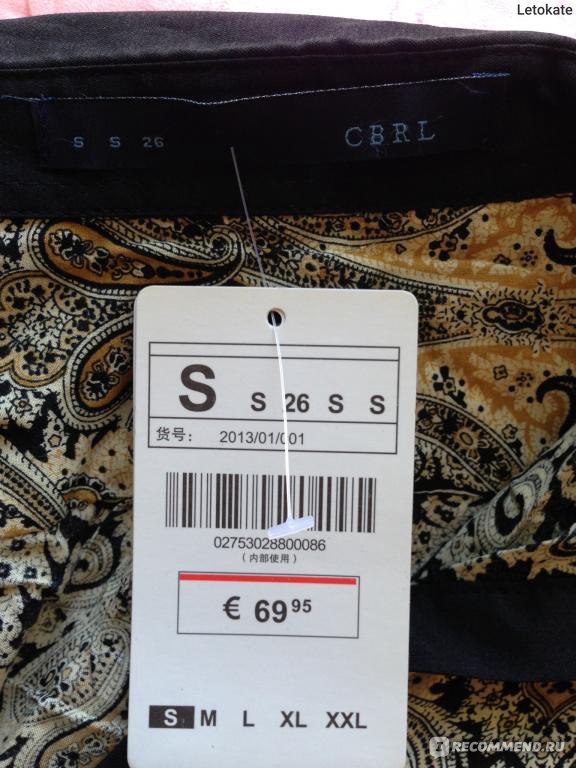 Letokate
S S 26 CBRL
S S 26 S S
货号： 2013/01/001
02753028800086
（内部使用）
€ 69 95
S M L XL XXL
RECOMMEND.RU